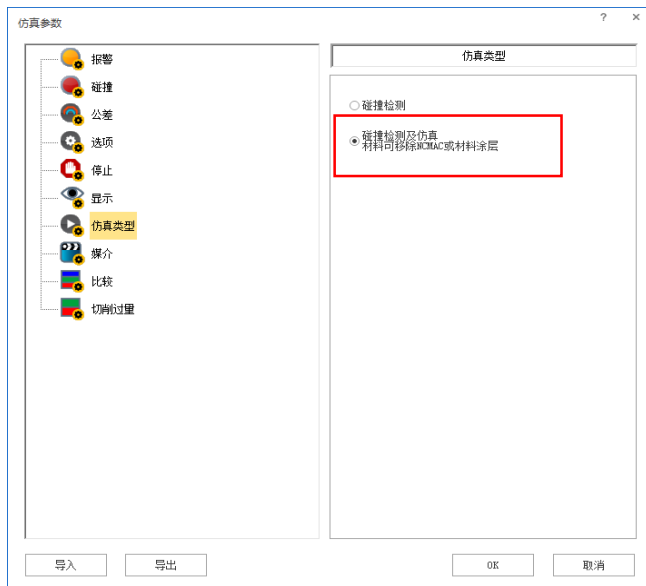 仿真参数
? ×
报警
碰撞
公差
选项
停止
显示
仿真类型
媒介
比较
切削过量
仿真类型
碰撞检测
碰撞检测及仿真
材料可移除NCMAC或材料涂层
导入
导出
OK
取消